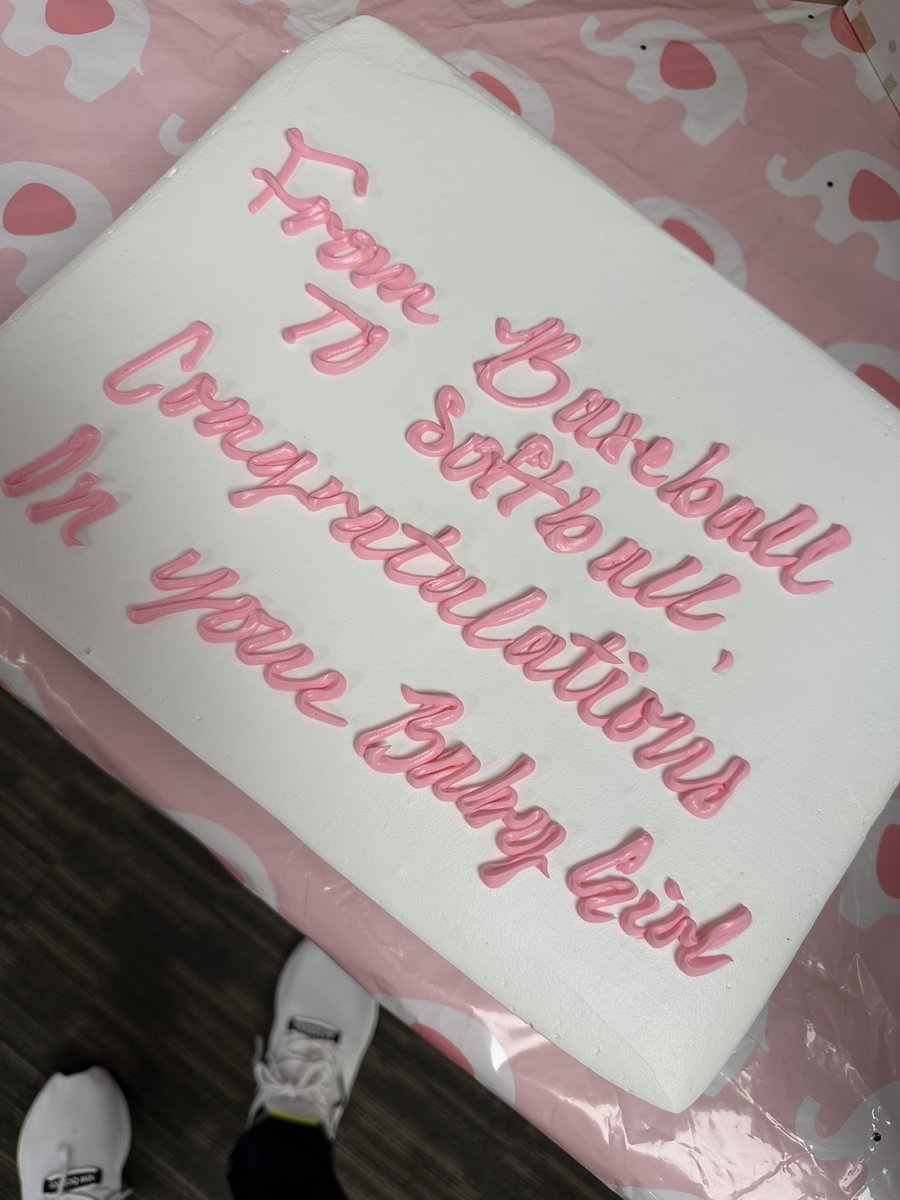 From Baseball
TO Softball,
Congratulations
On your Baby Girl